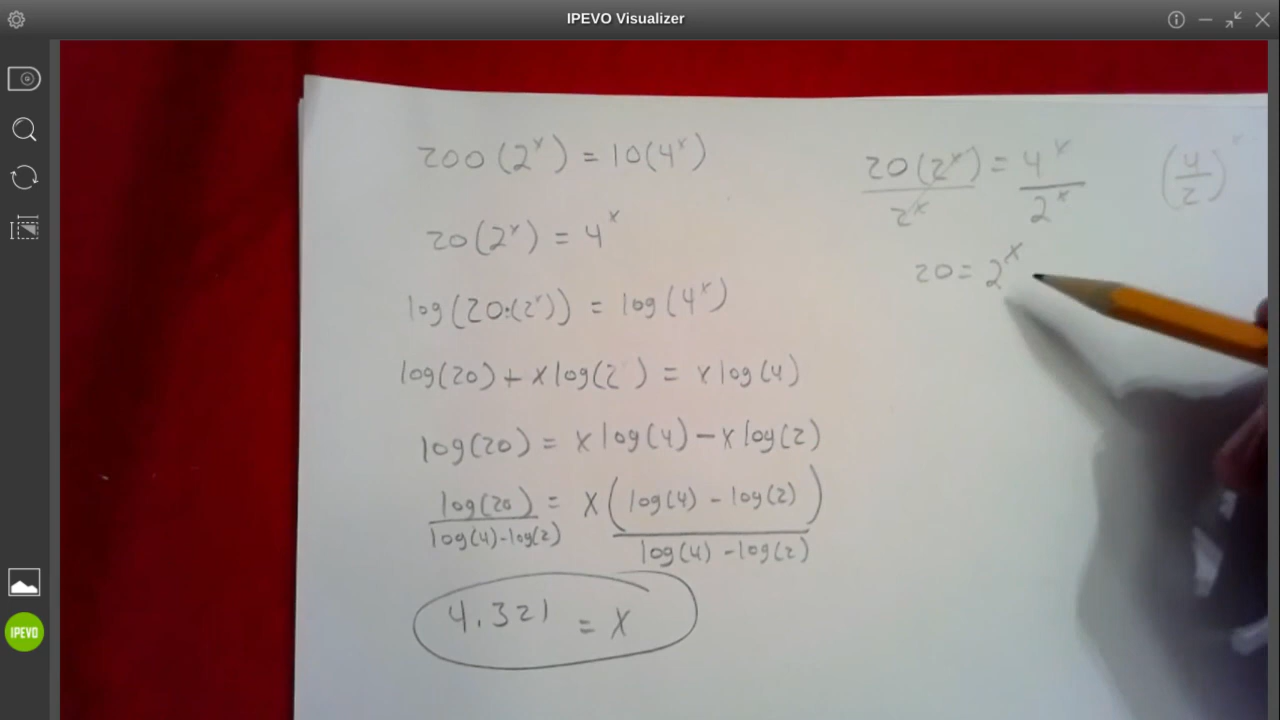 IPEVO Visualizer
200(2^x) = 10(4^x)
20(2^x) = 4^x
log(20·(2^x)) = log(4^x)
log(20) + x log(2) = x log(4)
log(20) = x log(4) - x log(2)
log(20) / log(4)-log(2) = x(log(4) - log(2)) / log(4) - log(2)
4.321 = x
20(2^x) / 2^x = 4^x / 2^x
(4/2)^x
20 = 2^x
IPEVO